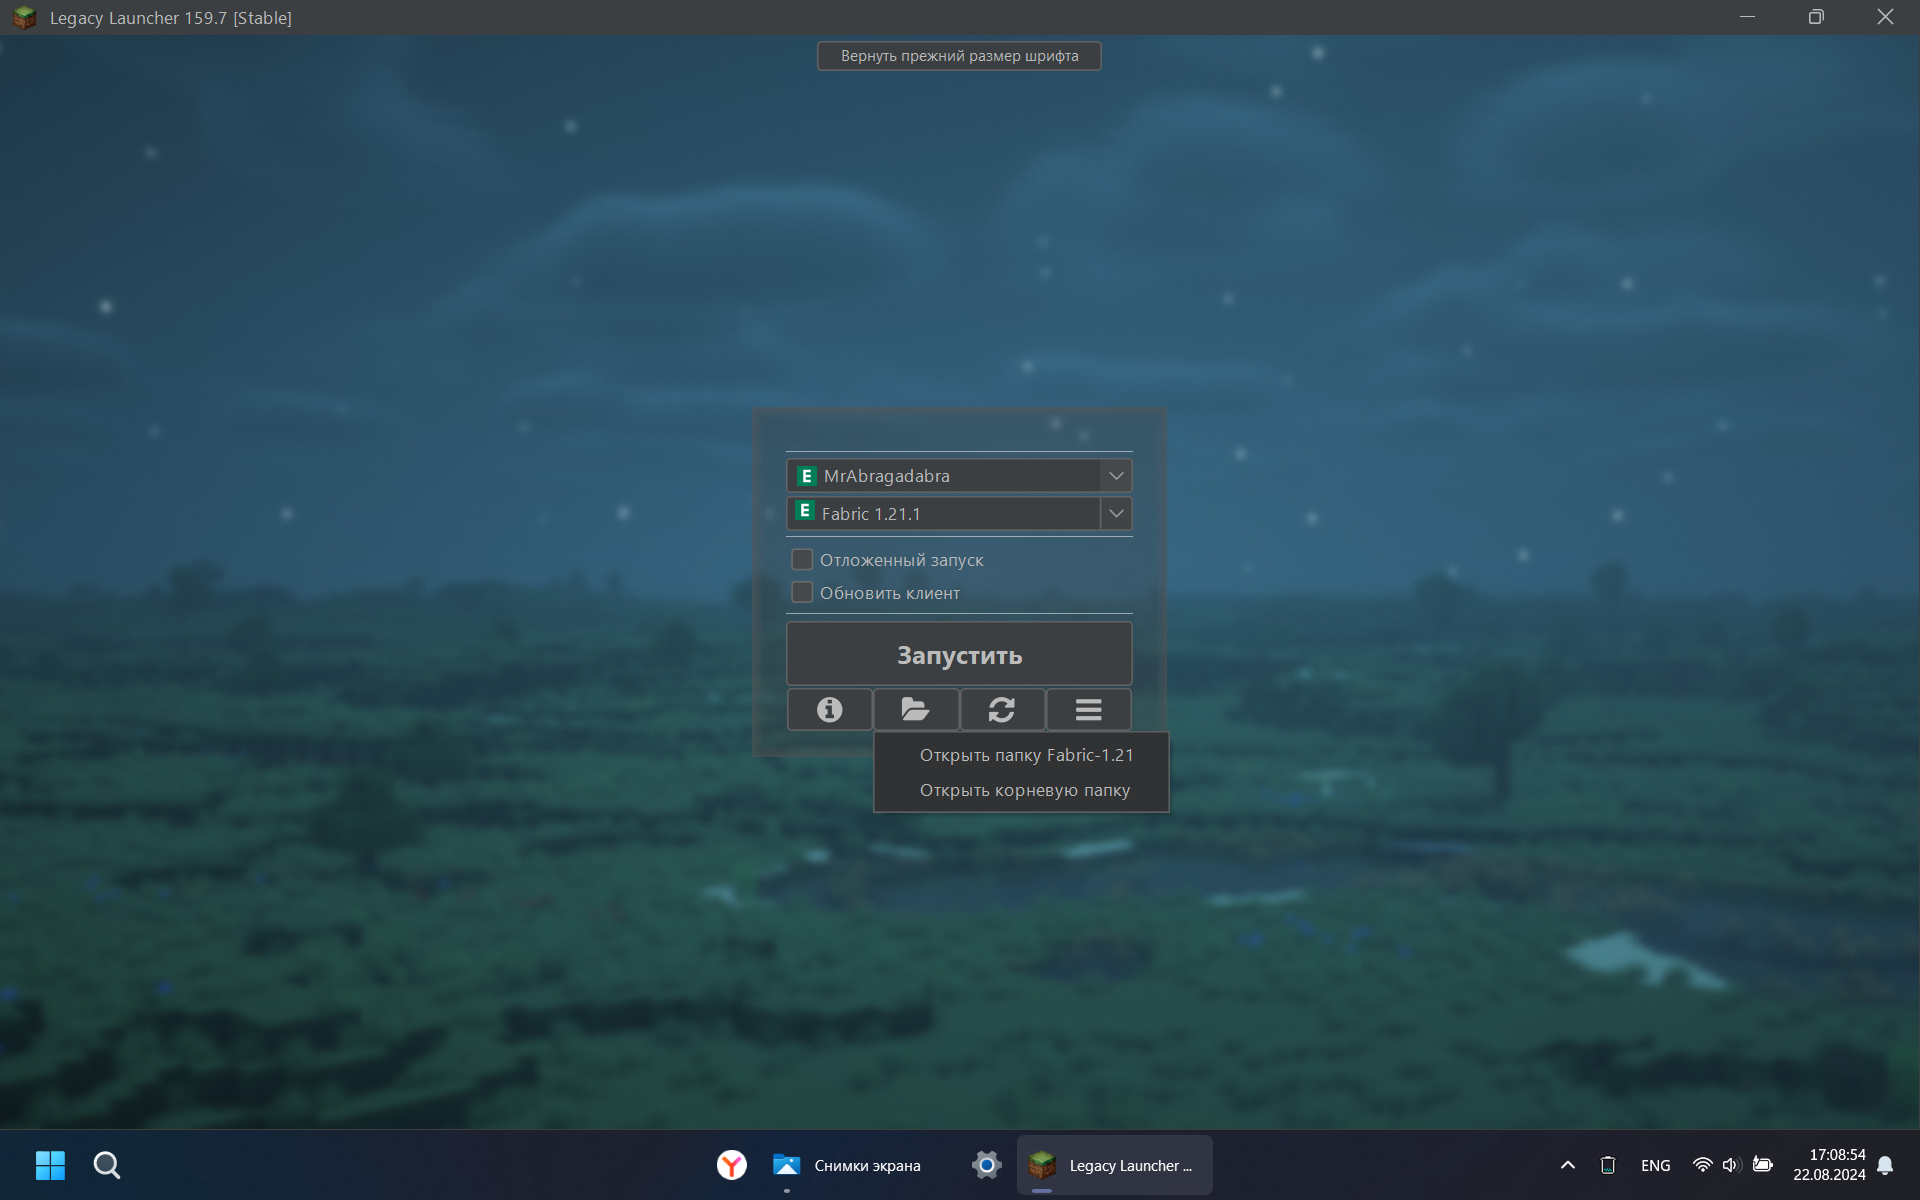 Legacy Launcher 159.7 [Stable]
Вернуть прежний размер шрифта
E MrAbragadabra
E Fabric 1.21.1
Отложенный запуск
Обновить клиент
Запустить
Открыть папку Fabric-1.21
Открыть корневую папку
Снимки экрана
Legacy Launcher ...
ENG
17:08:54
22.08.2024